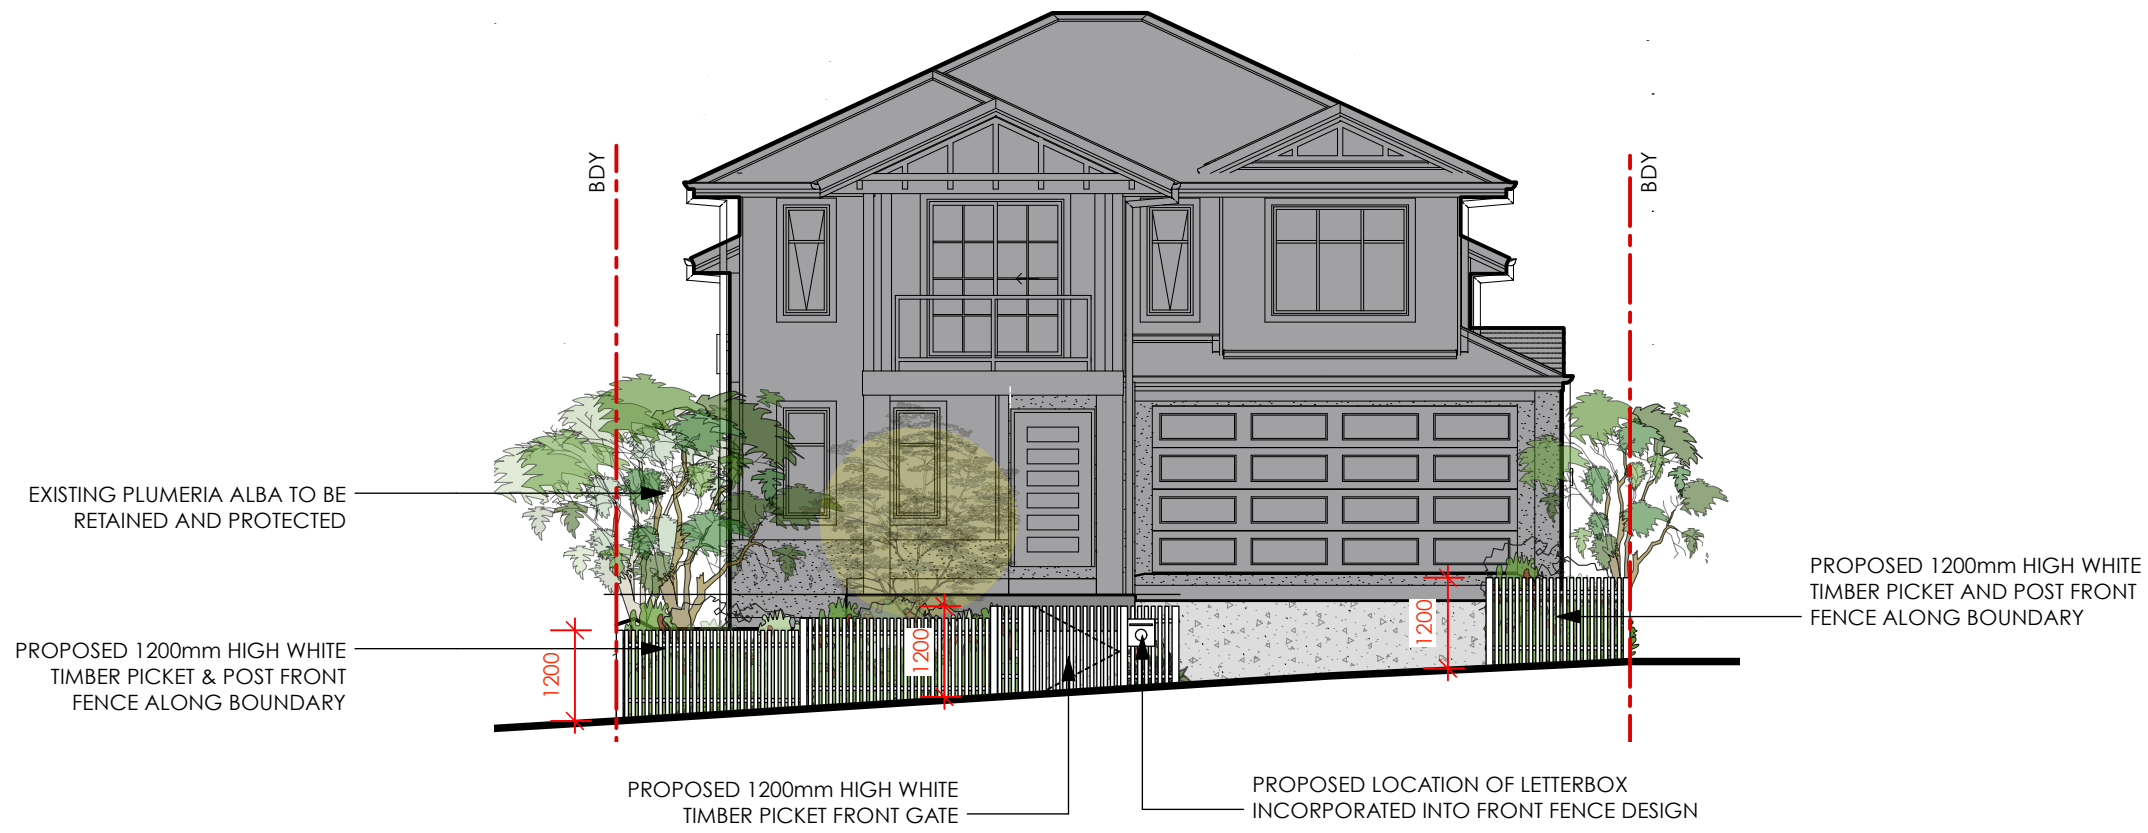 BDY
BDY
EXISTING PLUMERIA ALBA TO BE
RETAINED AND PROTECTED
PROPOSED 1200mm HIGH WHITE
TIMBER PICKET & POST FRONT
FENCE ALONG BOUNDARY
1200
1200
1200
PROPOSED 1200mm HIGH WHITE
TIMBER PICKET AND POST FRONT
FENCE ALONG BOUNDARY
PROPOSED 1200mm HIGH WHITE
TIMBER PICKET FRONT GATE
PROPOSED LOCATION OF LETTERBOX
INCORPORATED INTO FRONT FENCE DESIGN